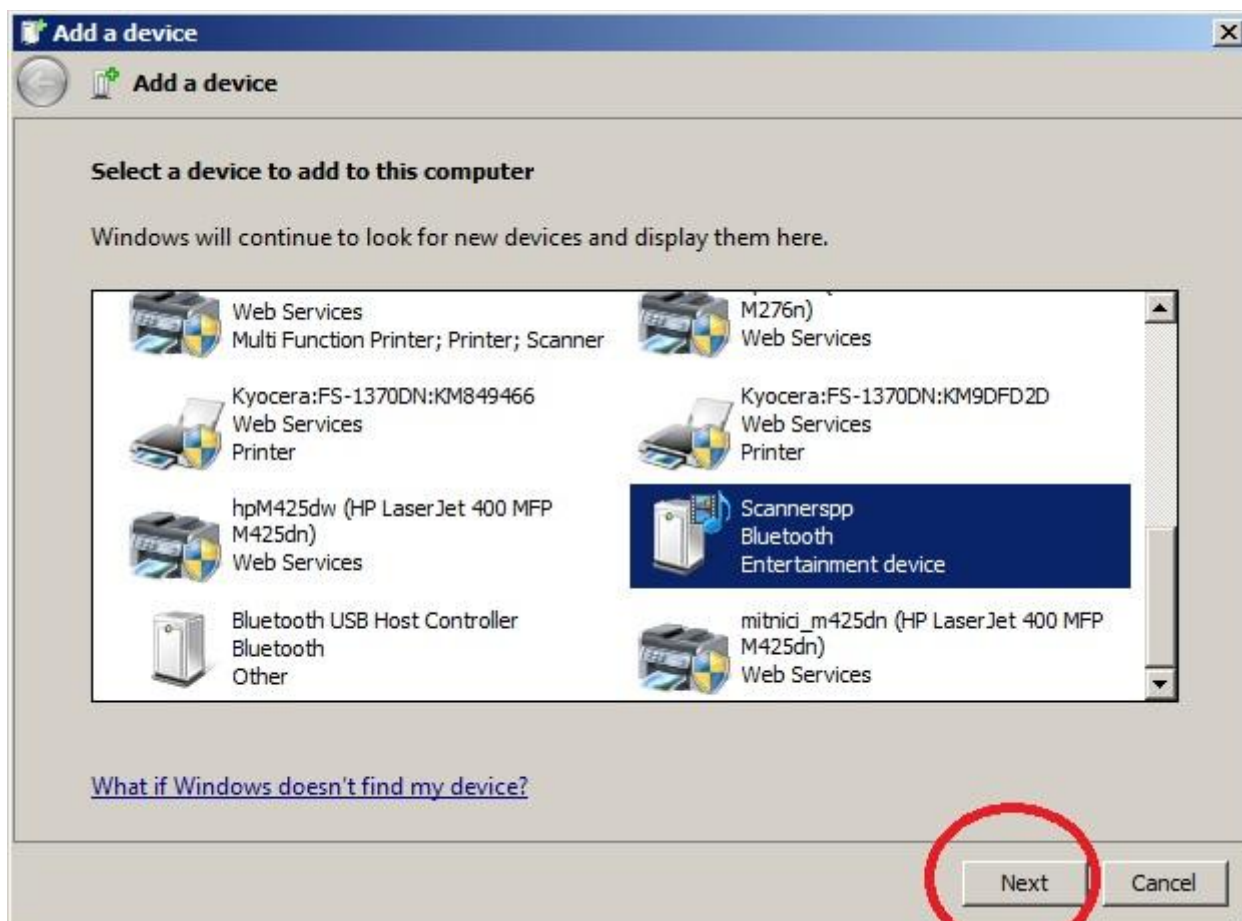 Add a device
Add a device
Select a device to add to this computer
Windows will continue to look for new devices and display them here.
Web Services
Multi Function Printer; Printer; Scanner
M276n)
Web Services
Kyocera:FS-1370DN:KM849466
Web Services
Printer
Kyocera:FS-1370DN:KM9DFD2D
Web Services
Printer
hpM425dw (HP LaserJet 400 MFP
M425dn)
Web Services
Scannerspp
Bluetooth
Entertainment device
Bluetooth USB Host Controller
Bluetooth
Other
mitnici_m425dn (HP LaserJet 400 MFP
M425dn)
Web Services
What if Windows doesn't find my device?
Next
Cancel